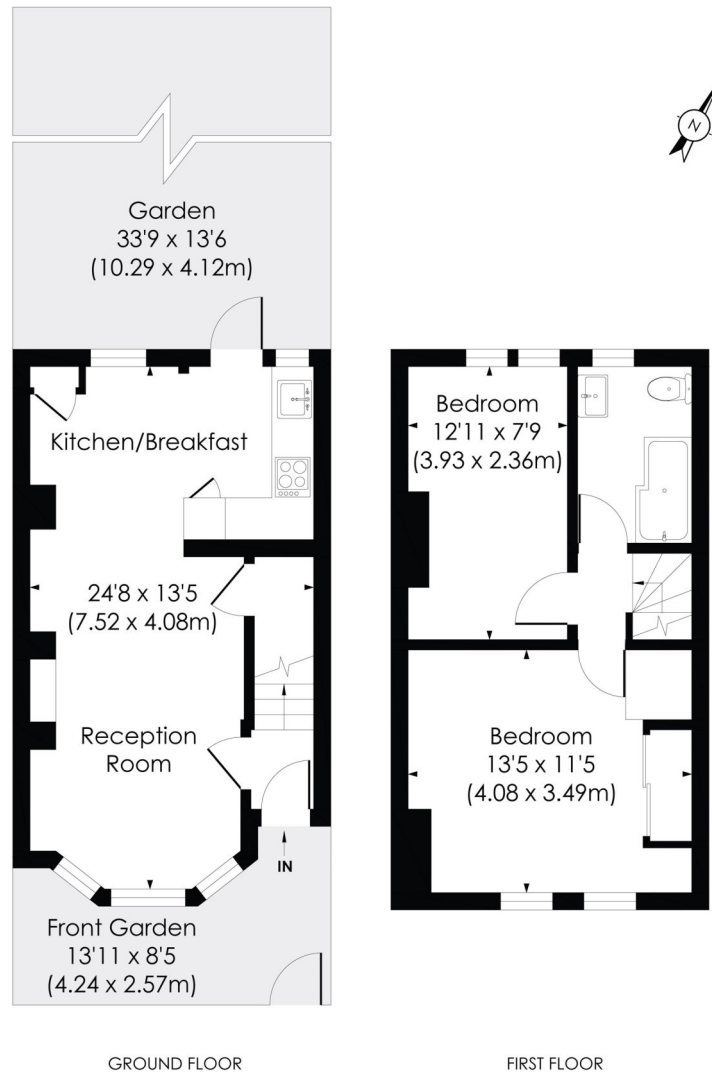 N
Garden
33'9 x 13'6
(10.29 x 4.12m)
Kitchen/Breakfast
24'8 x 13'5
(7.52 x 4.08m)
Reception
Room
IN
Front Garden
13'11 x 8'5
(4.24 x 2.57m)
GROUND FLOOR
Bedroom
12'11 x 7'9
(3.93 x 2.36m)
Bedroom
13'5 x 11'5
(4.08 x 3.49m)
FIRST FLOOR